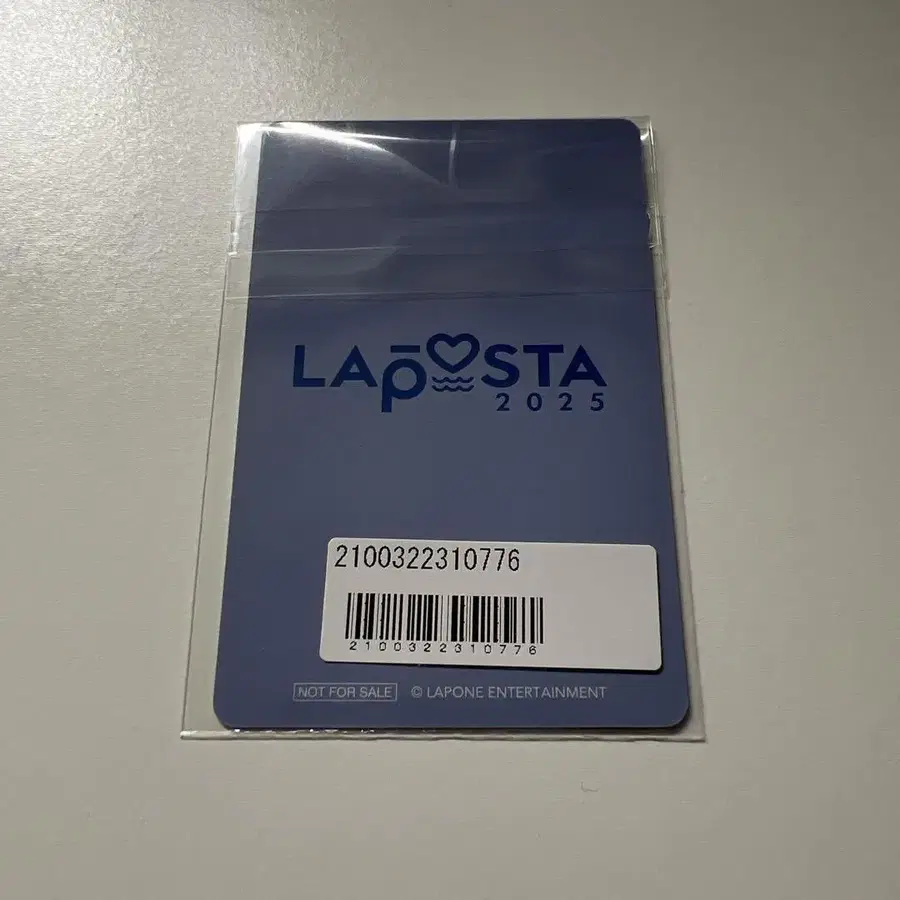 LAPOSTA
2025
2100322310776
2100322310776
NOT FOR SALE © LAPONE ENTERTAINMENT